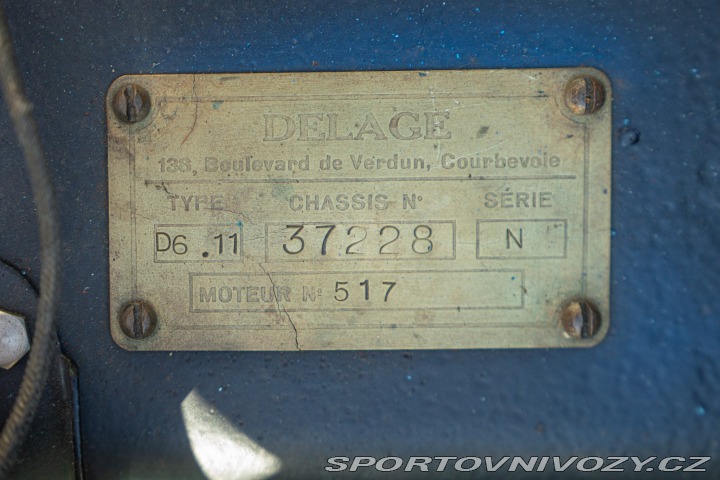 DELAGE
138, Boulevard de Verdun, Courbevoie
TYPE CHASSIS N° SÉRIE
D6.11 37228 N
MOTEUR N° 517
SPORTOVNIVOZY.CZ